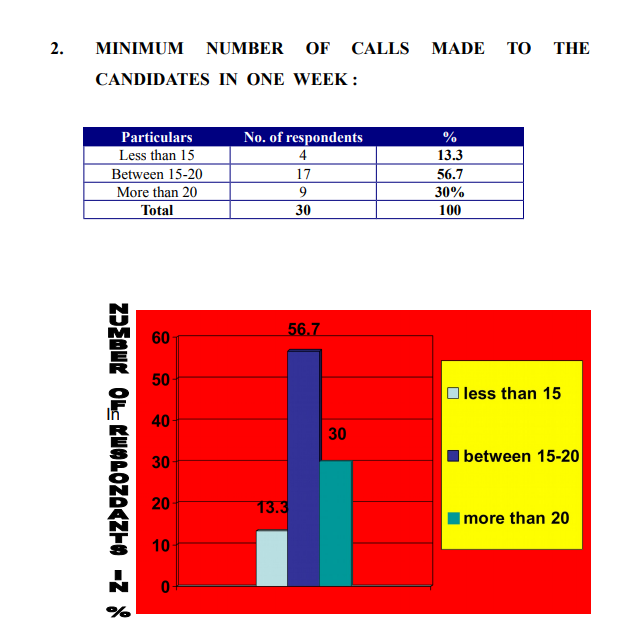 2. MINIMUM NUMBER OF CALLS MADE TO THE
CANDIDATES IN ONE WEEK :
Particulars No. of respondents %
Less than 15 4 13.3
Between 15-20 17 56.7
More than 20 9 30%
Total 30 100
NUMBER OF RESPONDANTS IN %
In
60
50
40
30
20
10
0
56.7
30
13.3
less than 15
between 15-20
more than 20